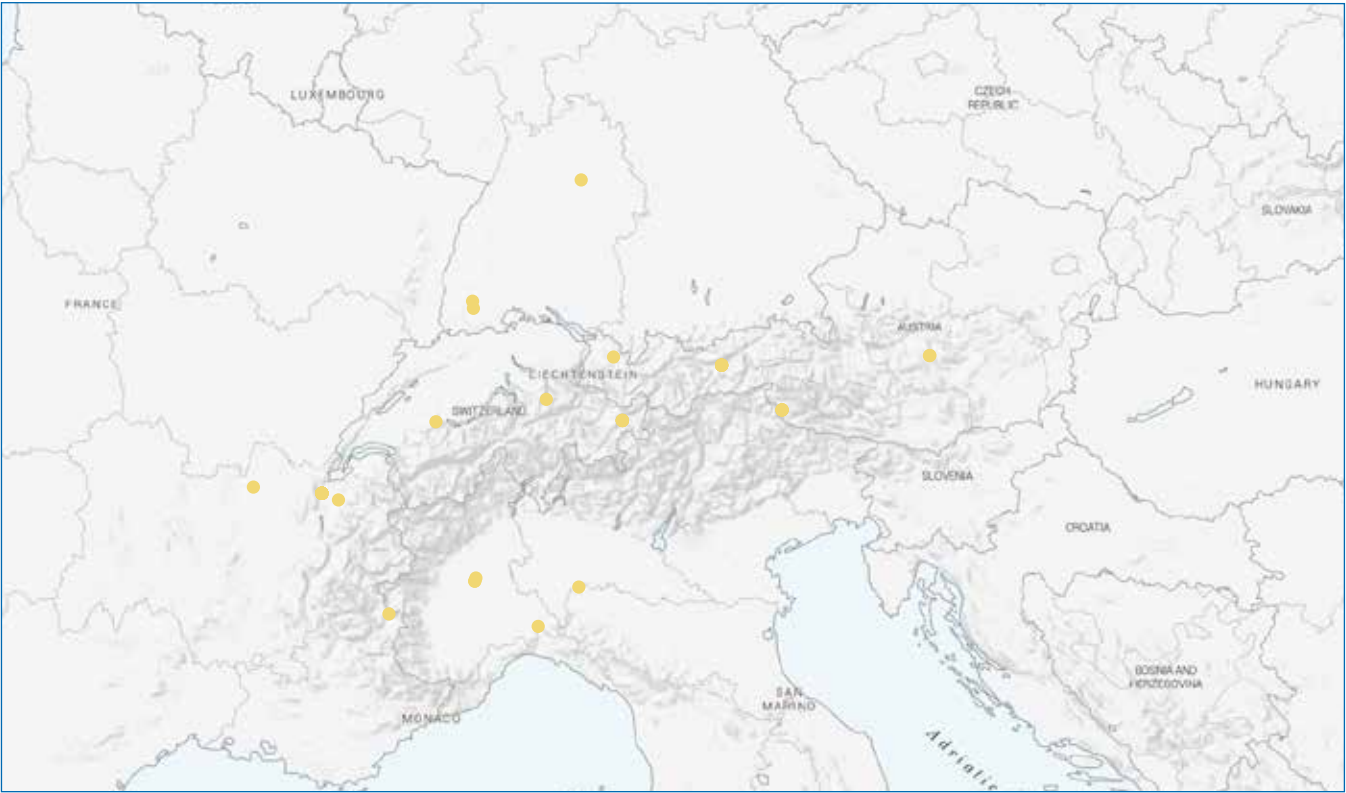 LUXEMBOURG
CZECH
REPUBLIC
SLOVAKIA
FRANCE
AUSTRIA
LIECHTENSTEIN
HUNGARY
SWITZERLAND
SLOVENIA
CROATIA
BOSNIA AND
HERZEGOVINA
SAN
MARINO
MONACO
Adriatic